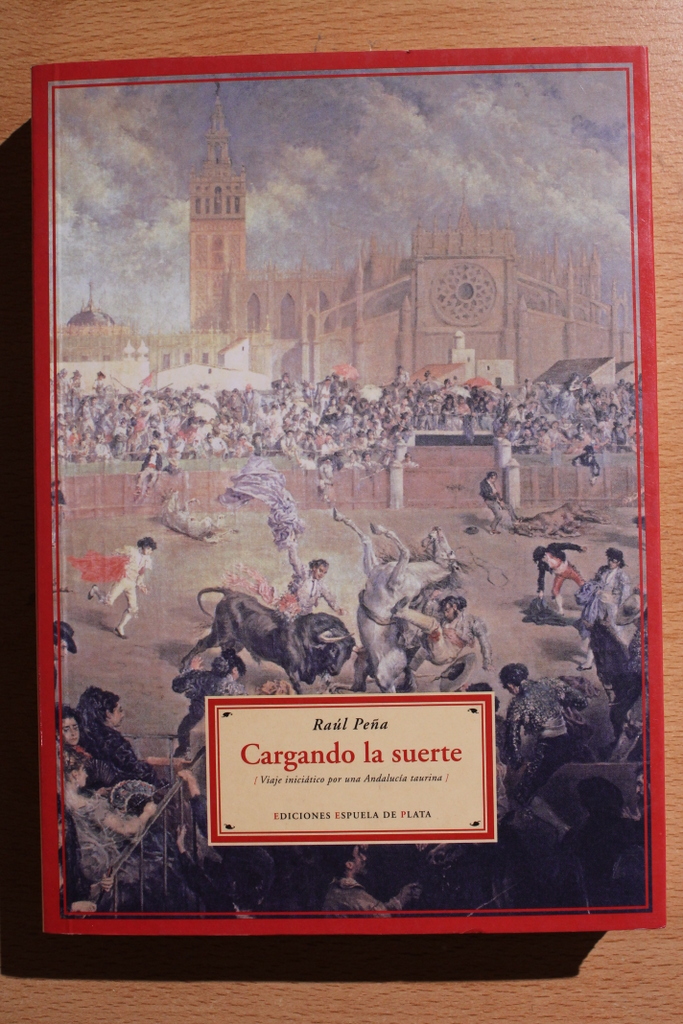 Raúl Peña
Cargando la suerte
[ Viaje iniciático por una Andalucía taurina ]
EDICIONES ESPUELA DE PLATA